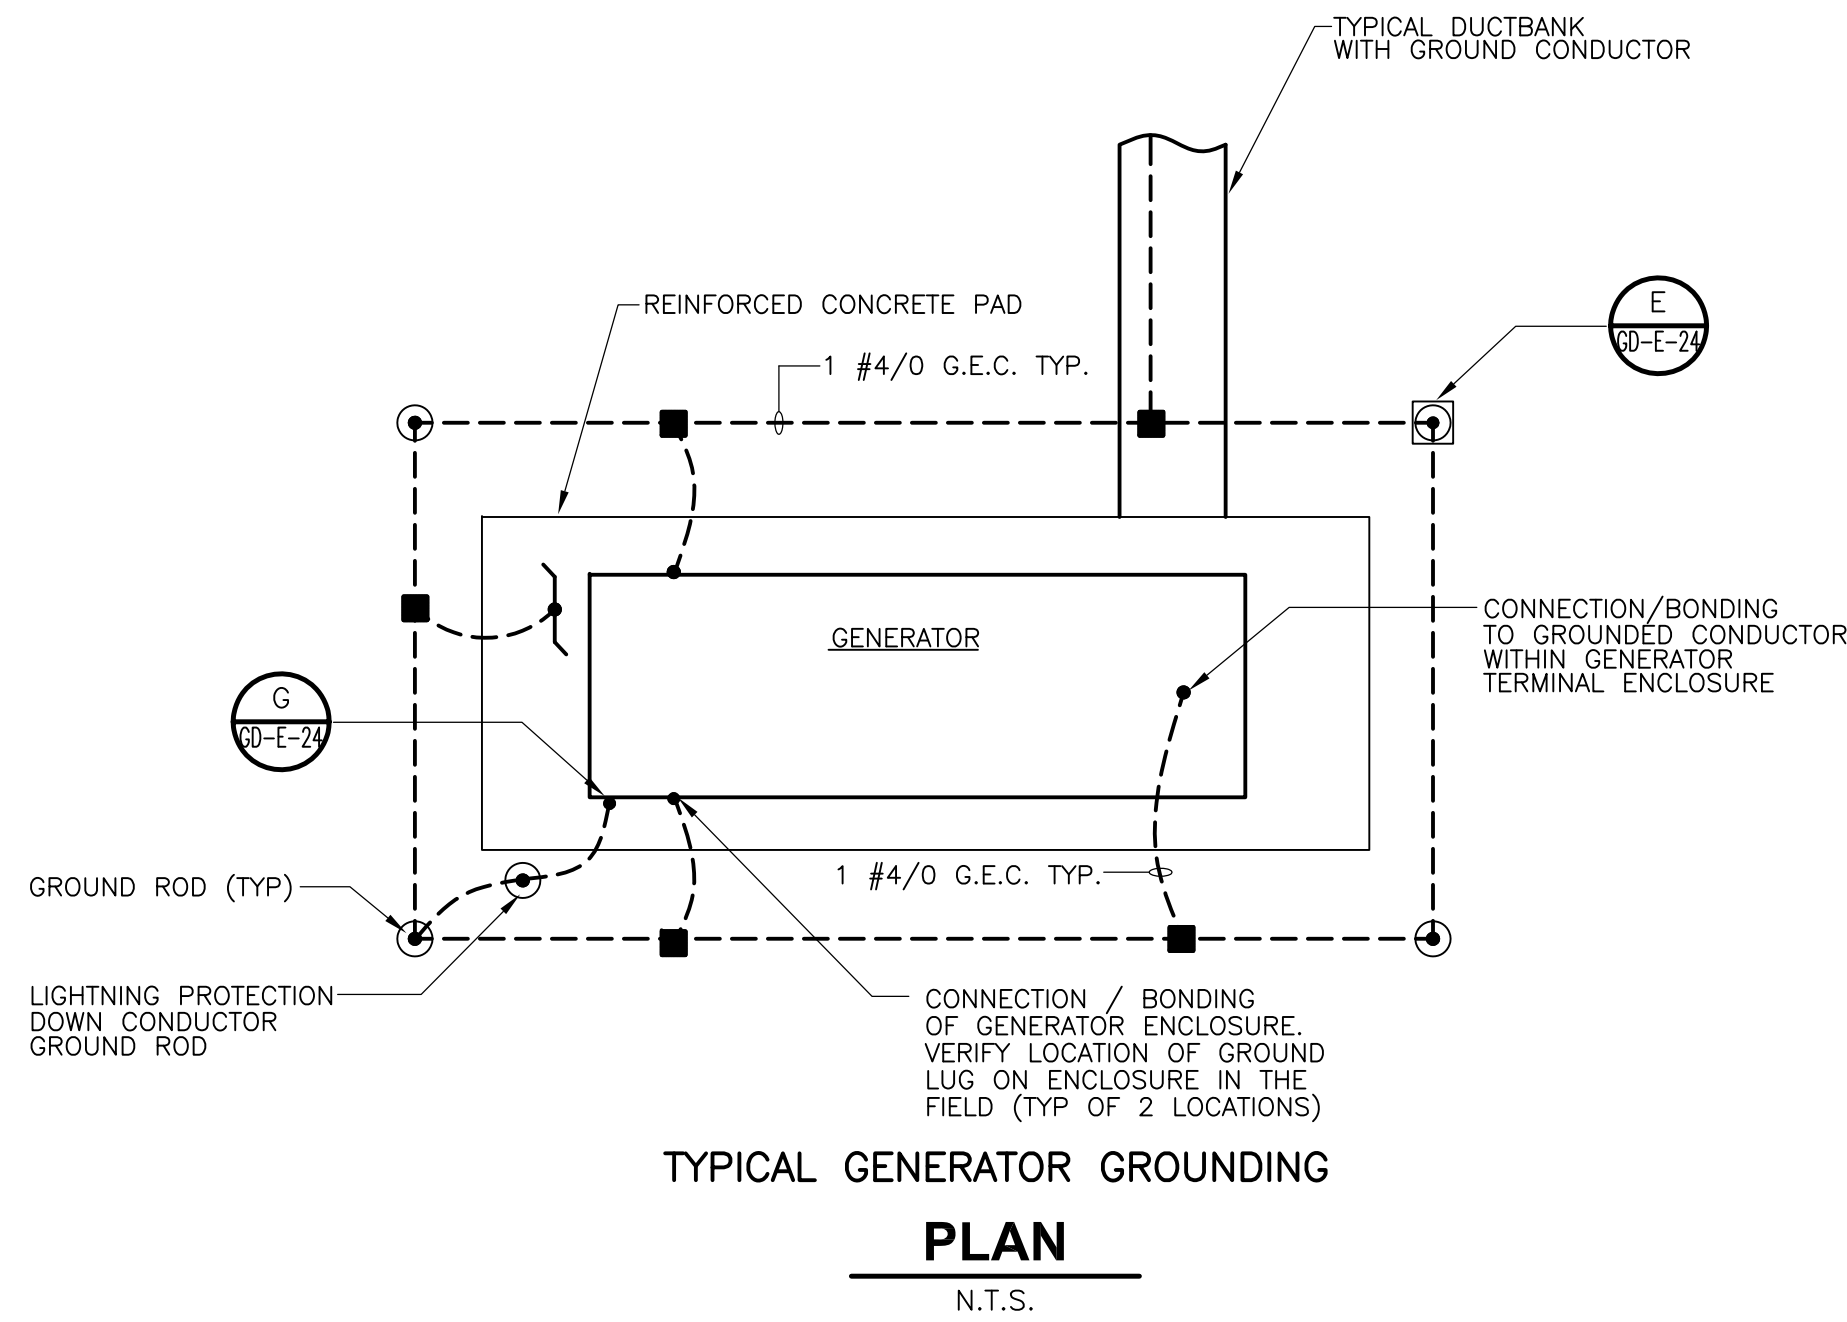 TYPICAL DUCTBANK
WITH GROUND CONDUCTOR
E
GD-E-24
REINFORCED CONCRETE PAD
1 #4/0 G.E.C. TYP.
CONNECTION/BONDING
TO GROUNDED CONDUCTOR
WITHIN GENERATOR
TERMINAL ENCLOSURE
GENERATOR
G
GD-E-24
1 #4/0 G.E.C. TYP.
GROUND ROD (TYP)
LIGHTNING PROTECTION
DOWN CONDUCTOR
GROUND ROD
CONNECTION / BONDING
OF GENERATOR ENCLOSURE.
VERIFY LOCATION OF GROUND
LUG ON ENCLOSURE IN THE
FIELD (TYP OF 2 LOCATIONS)
TYPICAL GENERATOR GROUNDING
PLAN
N.T.S.